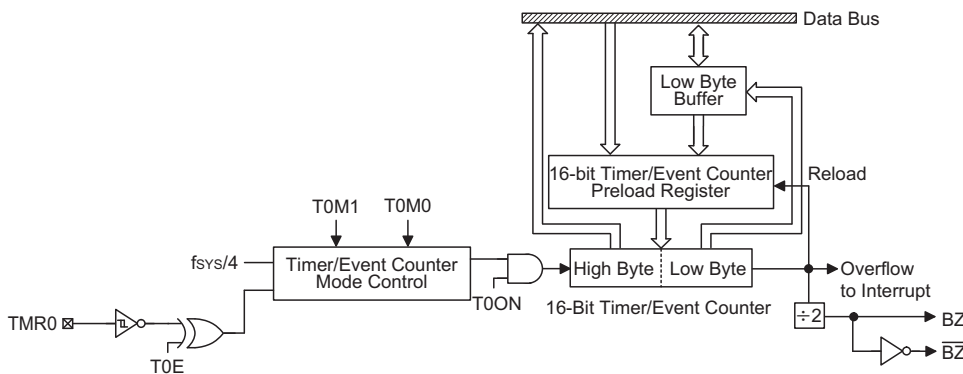 Data Bus
Low Byte
Buffer
16-bit Timer/Event Counter
Preload Register
Reload
T0M1
T0M0
fSYS/4
Timer/Event Counter
Mode Control
T0ON
High Byte
Low Byte
16-Bit Timer/Event Counter
Overflow
to Interrupt
÷2
BZ
B̅Z̅
TMR0
T0E